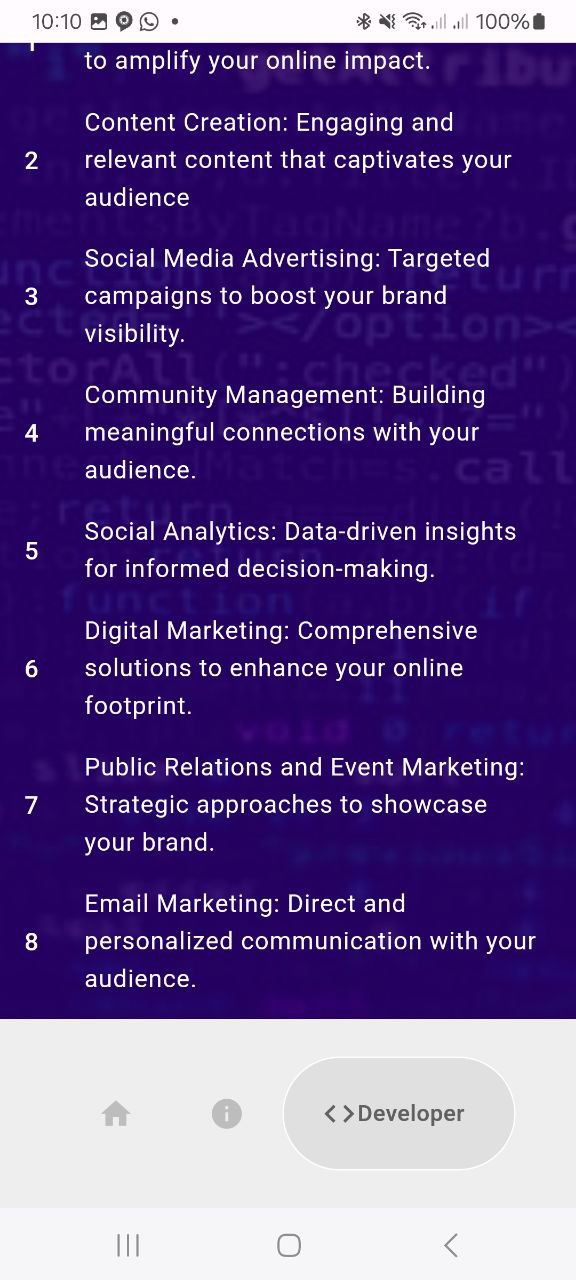 10:10
100%
to amplify your online impact.
Content Creation: Engaging and
2 relevant content that captivates your
audience
Social Media Advertising: Targeted
3 campaigns to boost your brand
visibility.
Community Management: Building
4 meaningful connections with your
audience.
Social Analytics: Data-driven insights
5
for informed decision-making.
Digital Marketing: Comprehensive
6 solutions to enhance your online
footprint.
Public Relations and Event Marketing:
7 Strategic approaches to showcase
your brand.
Email Marketing: Direct and
8 personalized communication with your
audience.
<>Developer